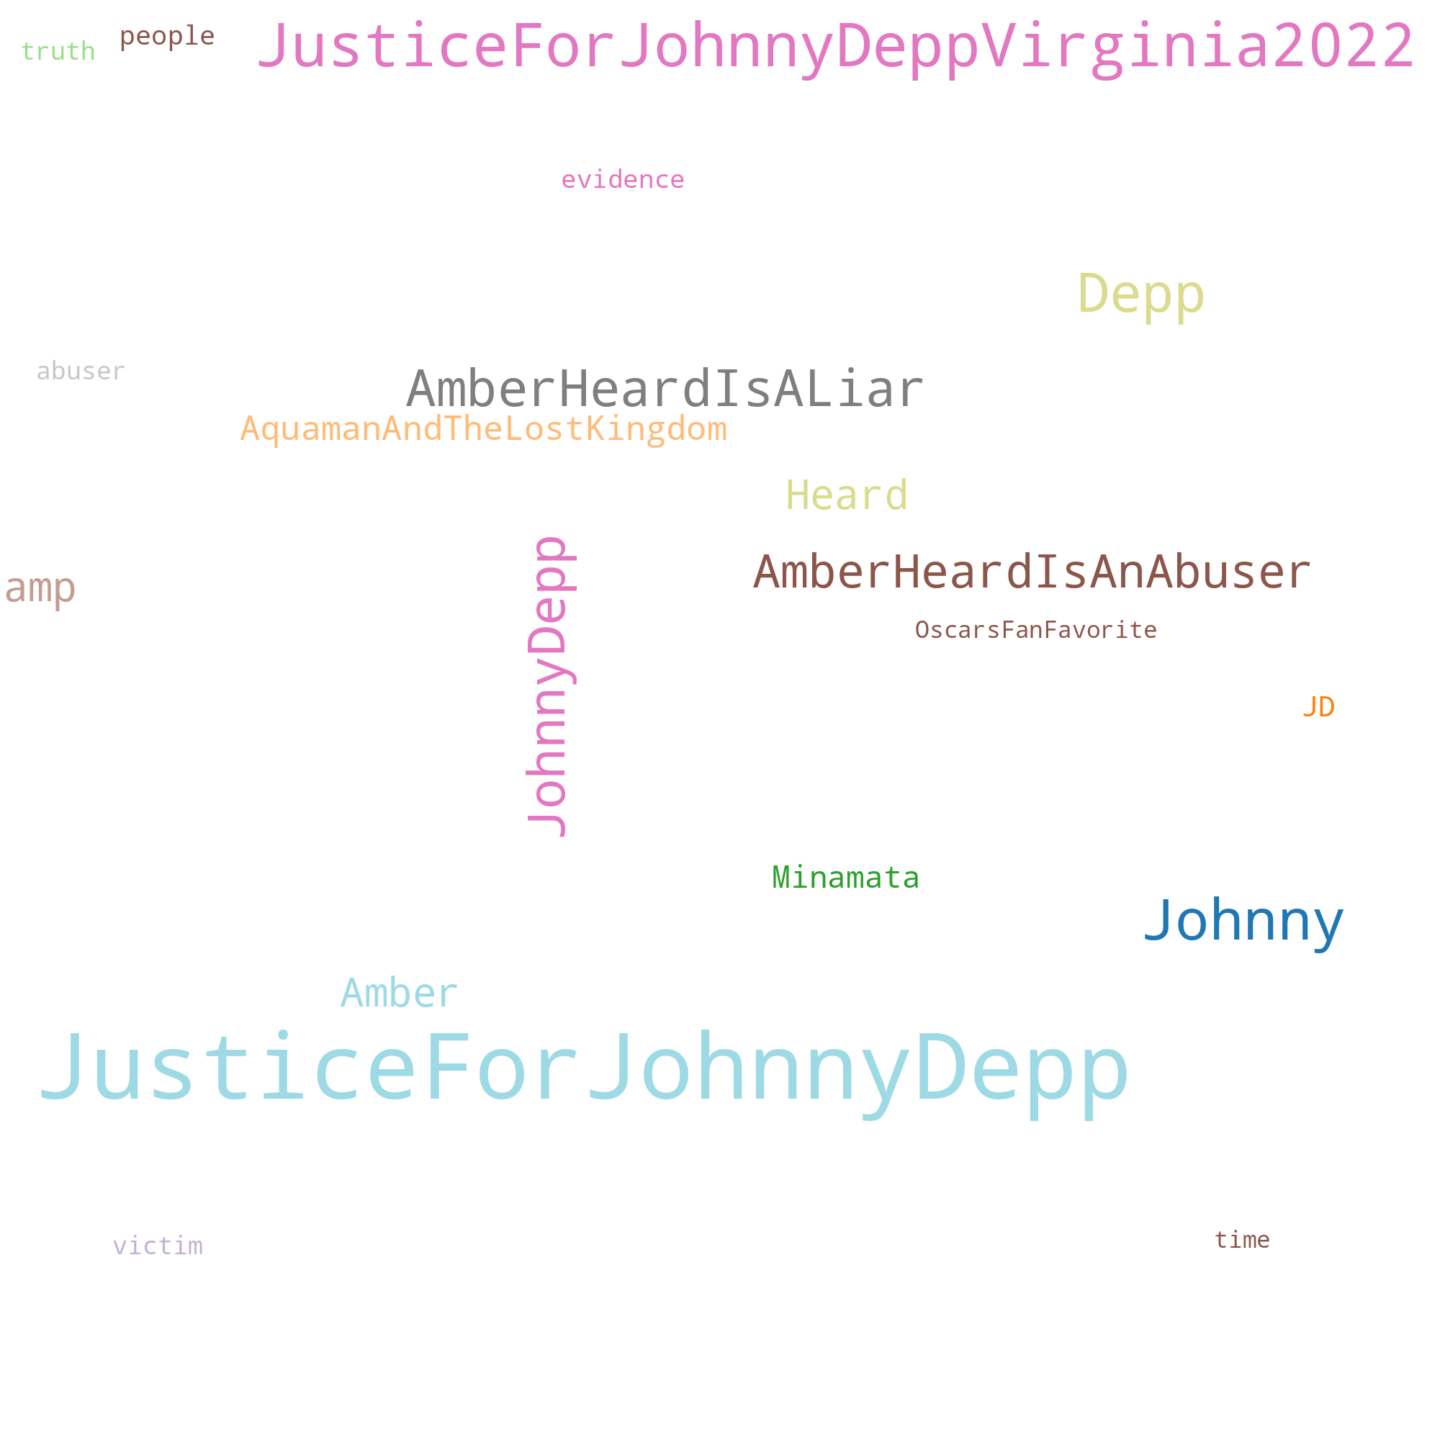 JusticeForJohnnyDeppVirginia2022
people
truth
evidence
Depp
abuser
AmberHeardIsALiar
AquamanAndTheLostKingdom
Heard
AmberHeardIsAnAbuser
amp
OscarsFanFavorite
JohnnyDepp
JD
Minamata
Johnny
Amber
JusticeForJohnnyDepp
victim
time